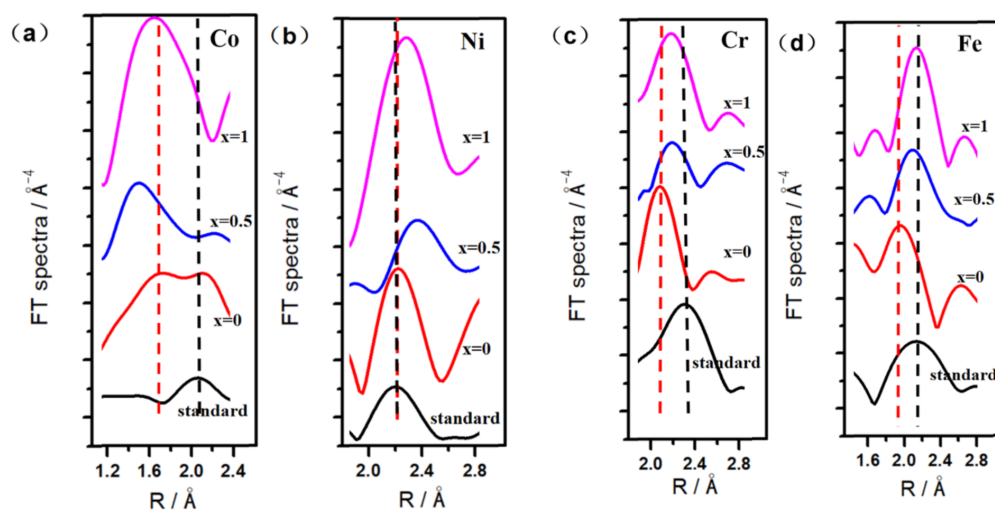 (a)
Co
x=1
x=0.5
x=0
standard
FT spectra / Å⁻⁴
1.2 1.6 2.0 2.4
R / Å
(b)
Ni
x=1
x=0.5
x=0
standard
2.0 2.4 2.8
R / Å
(c)
Cr
x=1
x=0.5
x=0
standard
FT spectra / Å⁻⁴
2.0 2.4 2.8
R / Å
(d)
Fe
x=1
x=0.5
x=0
standard
FT spectra / Å⁻⁴
1.6 2.0 2.4 2.8
R / Å